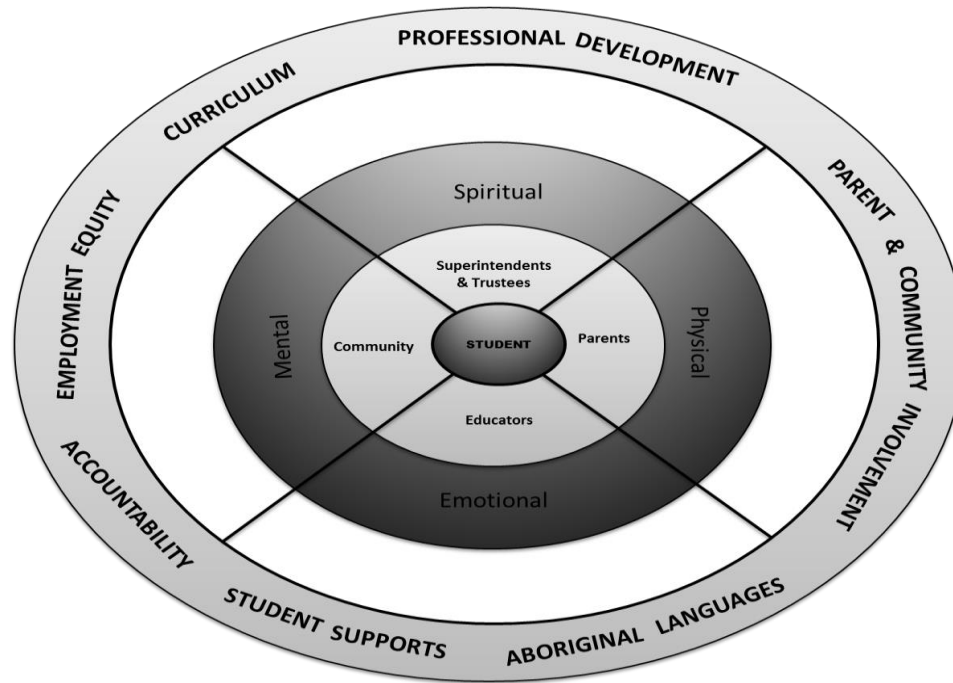 PROFESSIONAL DEVELOPMENT
PARENT & COMMUNITY INVOLVEMENT
ABORIGINAL LANGUAGES
STUDENT SUPPORTS
ACCOUNTABILITY
EMPLOYMENT EQUITY
CURRICULUM
Spiritual
Physical
Emotional
Mental
Superintendents
& Trustees
Parents
Educators
Community
STUDENT